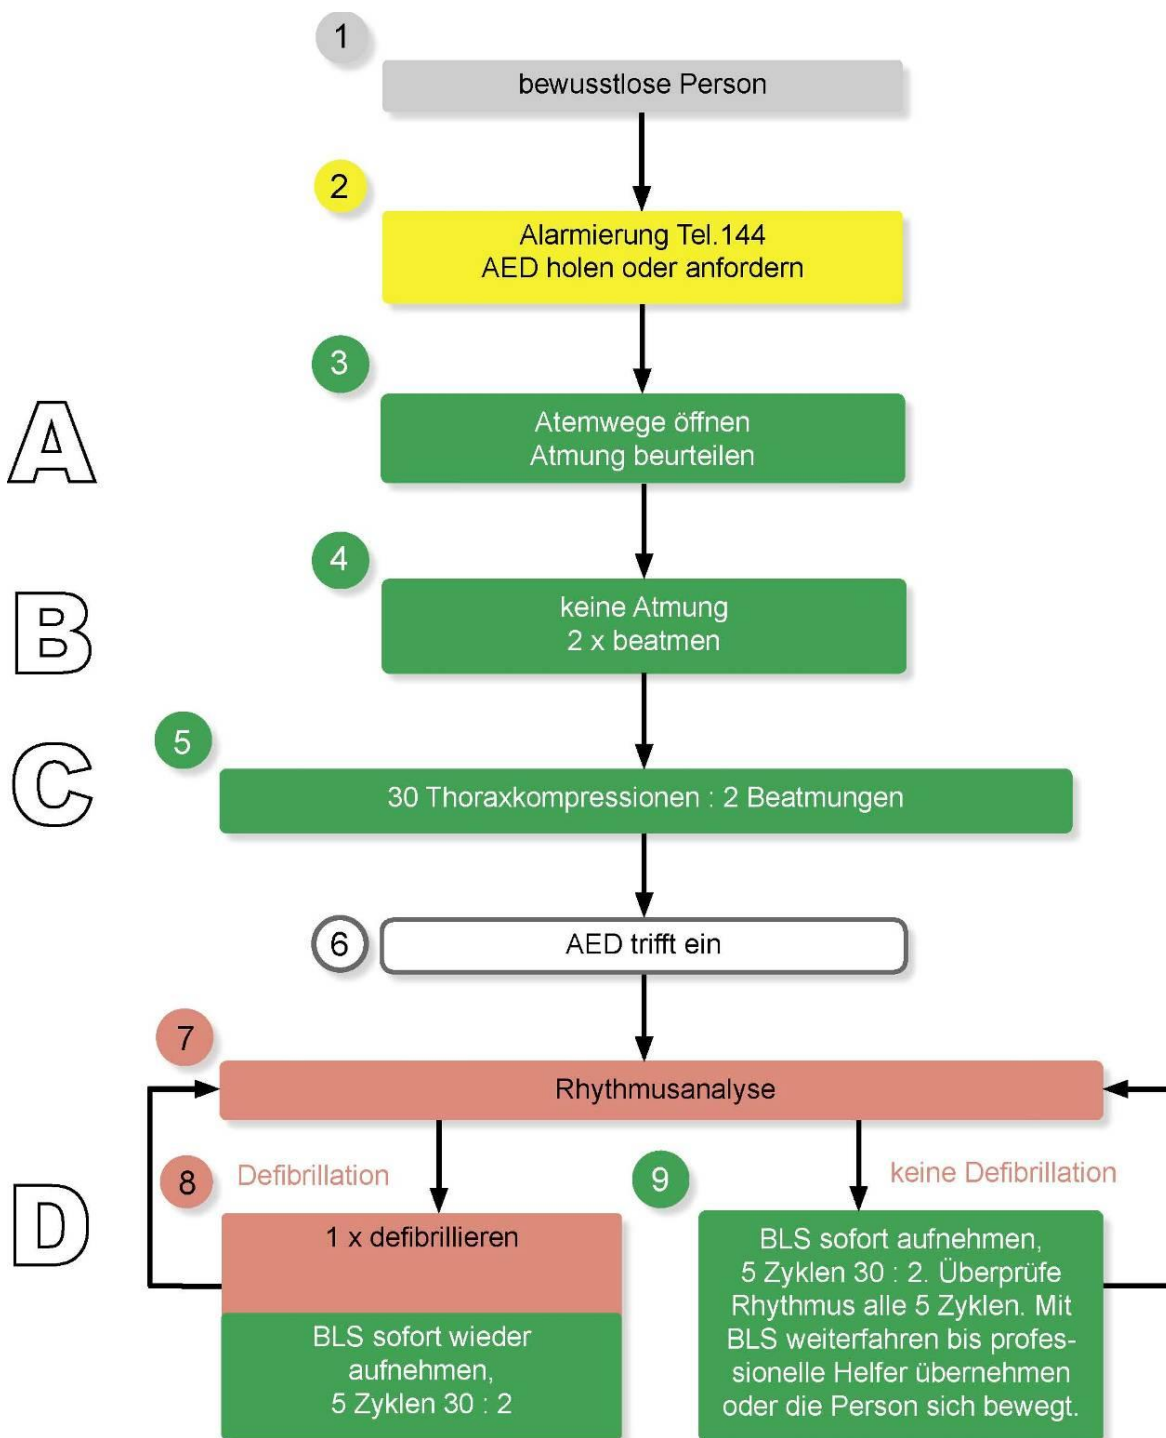 1
bewusstlose Person
2
Alarmierung Tel.144
AED holen oder anfordern
3
A
Atemwege öffnen
Atmung beurteilen
4
B
keine Atmung
2 x beatmen
5
C
30 Thoraxkompressionen : 2 Beatmungen
6
AED trifft ein
7
Rhythmusanalyse
D
8
Defibrillation
1 x defibrillieren
BLS sofort wieder
aufnehmen,
5 Zyklen 30 : 2
9
keine Defibrillation
BLS sofort aufnehmen,
5 Zyklen 30 : 2. Überprüfe
Rhythmus alle 5 Zyklen. Mit
BLS weiterfahren bis profes-
sionelle Helfer übernehmen
oder die Person sich bewegt.